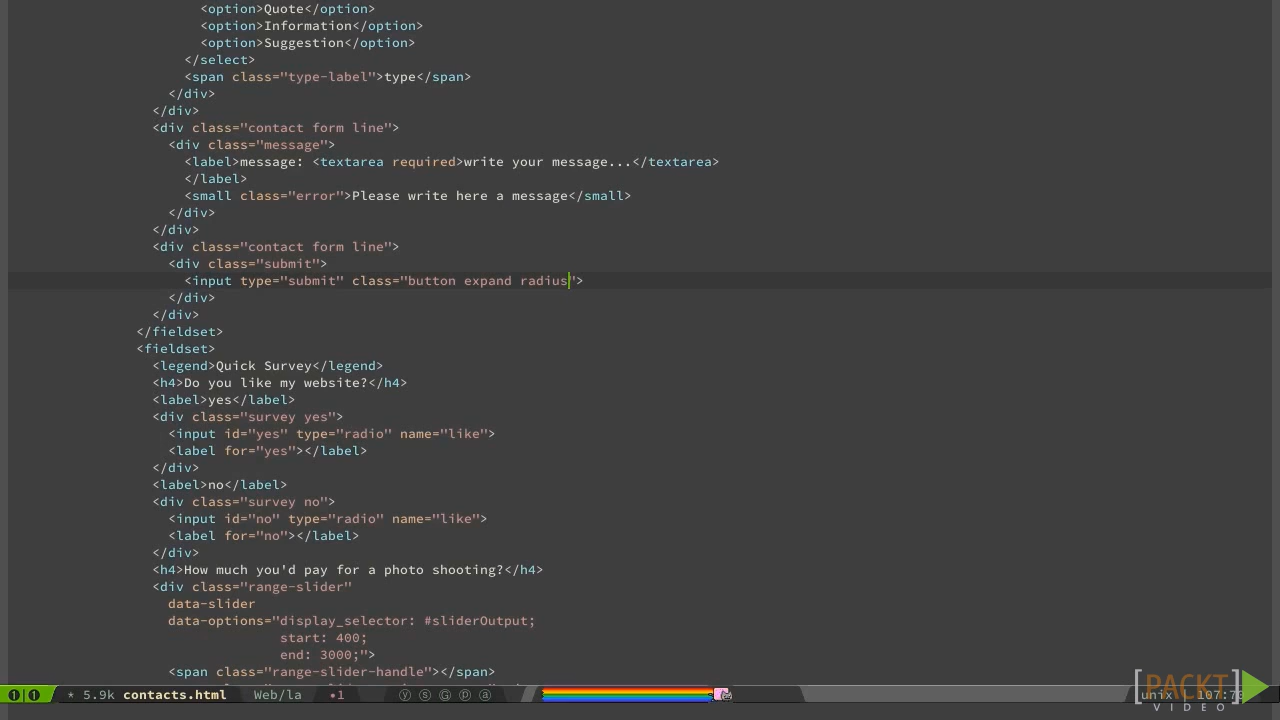 <option>Quote</option>
<option>Information</option>
<option>Suggestion</option>
</select>
<span class="type-label">type</span>
</div>
</div>
<div class="contact form line">
<div class="message">
<label>message: <textarea required>write your message...</textarea>
</label>
<small class="error">Please write here a message</small>
</div>
</div>
<div class="contact form line">
<div class="submit">
<input type="submit" class="button expand radius">
</div>
</div>
</fieldset>
<fieldset>
<legend>Quick Survey</legend>
<h4>Do you like my website?</h4>
<label>yes</label>
<div class="survey yes">
<input id="yes" type="radio" name="like">
<label for="yes"></label>
</div>
<label>no</label>
<div class="survey no">
<input id="no" type="radio" name="like">
<label for="no"></label>
</div>
<h4>How much you'd pay for a photo shooting?</h4>
<div class="range-slider"
data-slider
data-options="display_selector: #sliderOutput;
start: 400;
end: 3000;">
<span class="range-slider-handle"></span>
❶|❶ * 5.9k contacts.html Web/la •1 ⓨ ⓢ Ⓖ ⓟ ⓐ unix | 107:73
[PACKT]
VIDEO